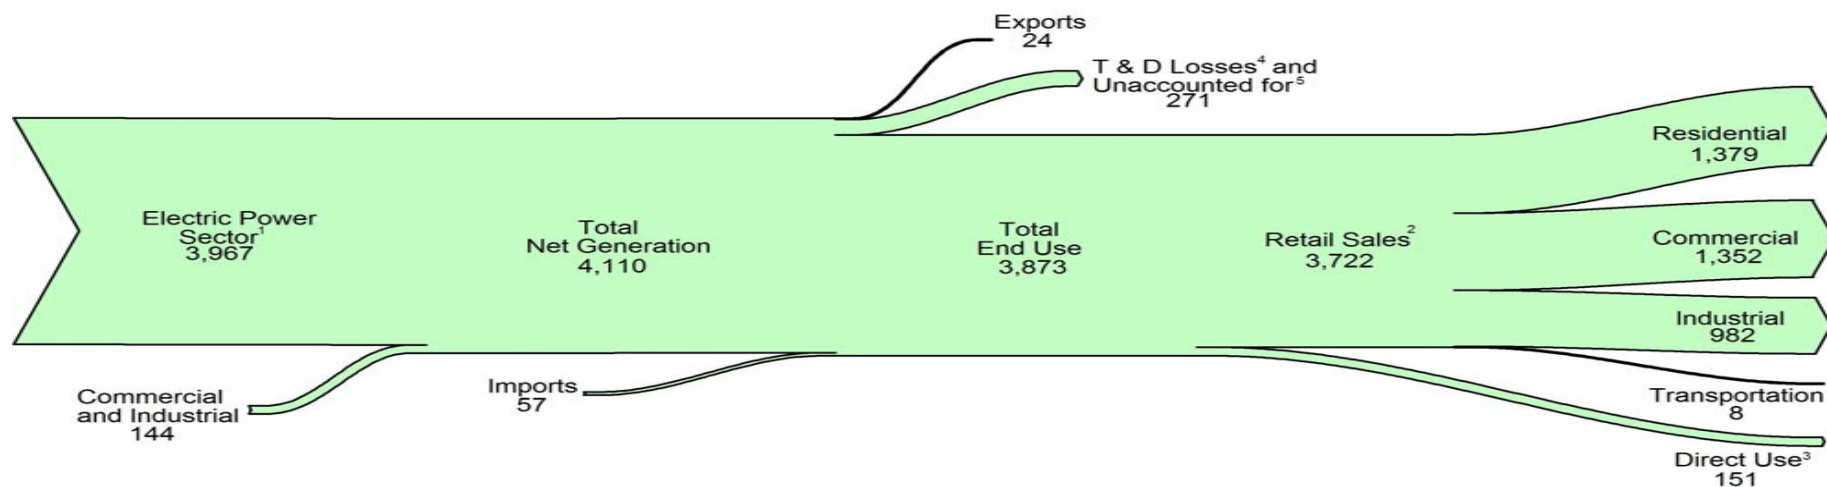 Exports
24
T & D Losses⁴ and
Unaccounted for⁵
271
Residential
1,379
Electric Power
Sector¹
3,967
Total
Net Generation
4,110
Total
End Use
3,873
Retail Sales²
3,722
Commercial
1,352
Industrial
982
Commercial
and Industrial
144
Imports
57
Transportation
8
Direct Use³
151